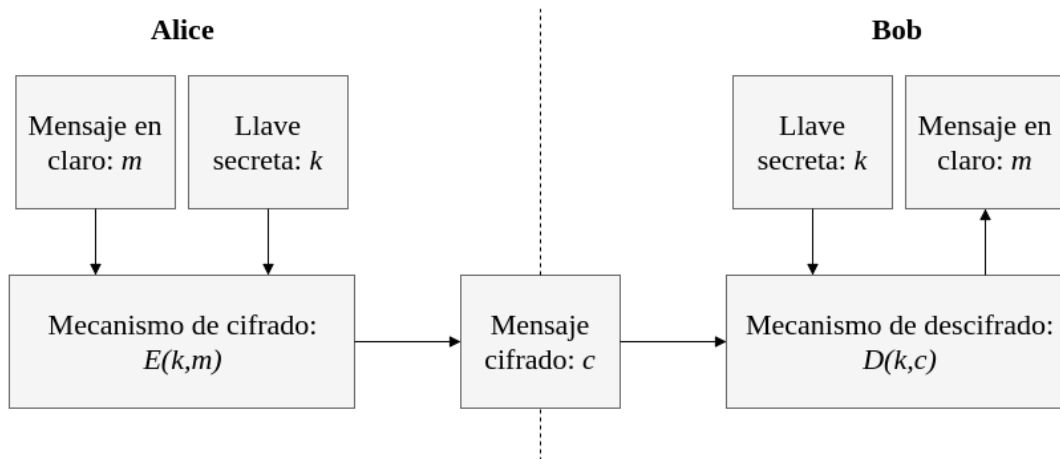 Alice
Bob
Mensaje en
claro: m
Llave
secreta: k
Llave
secreta: k
Mensaje en
claro: m
Mecanismo de cifrado:
E(k,m)
Mensaje
cifrado: c
Mecanismo de descifrado:
D(k,c)